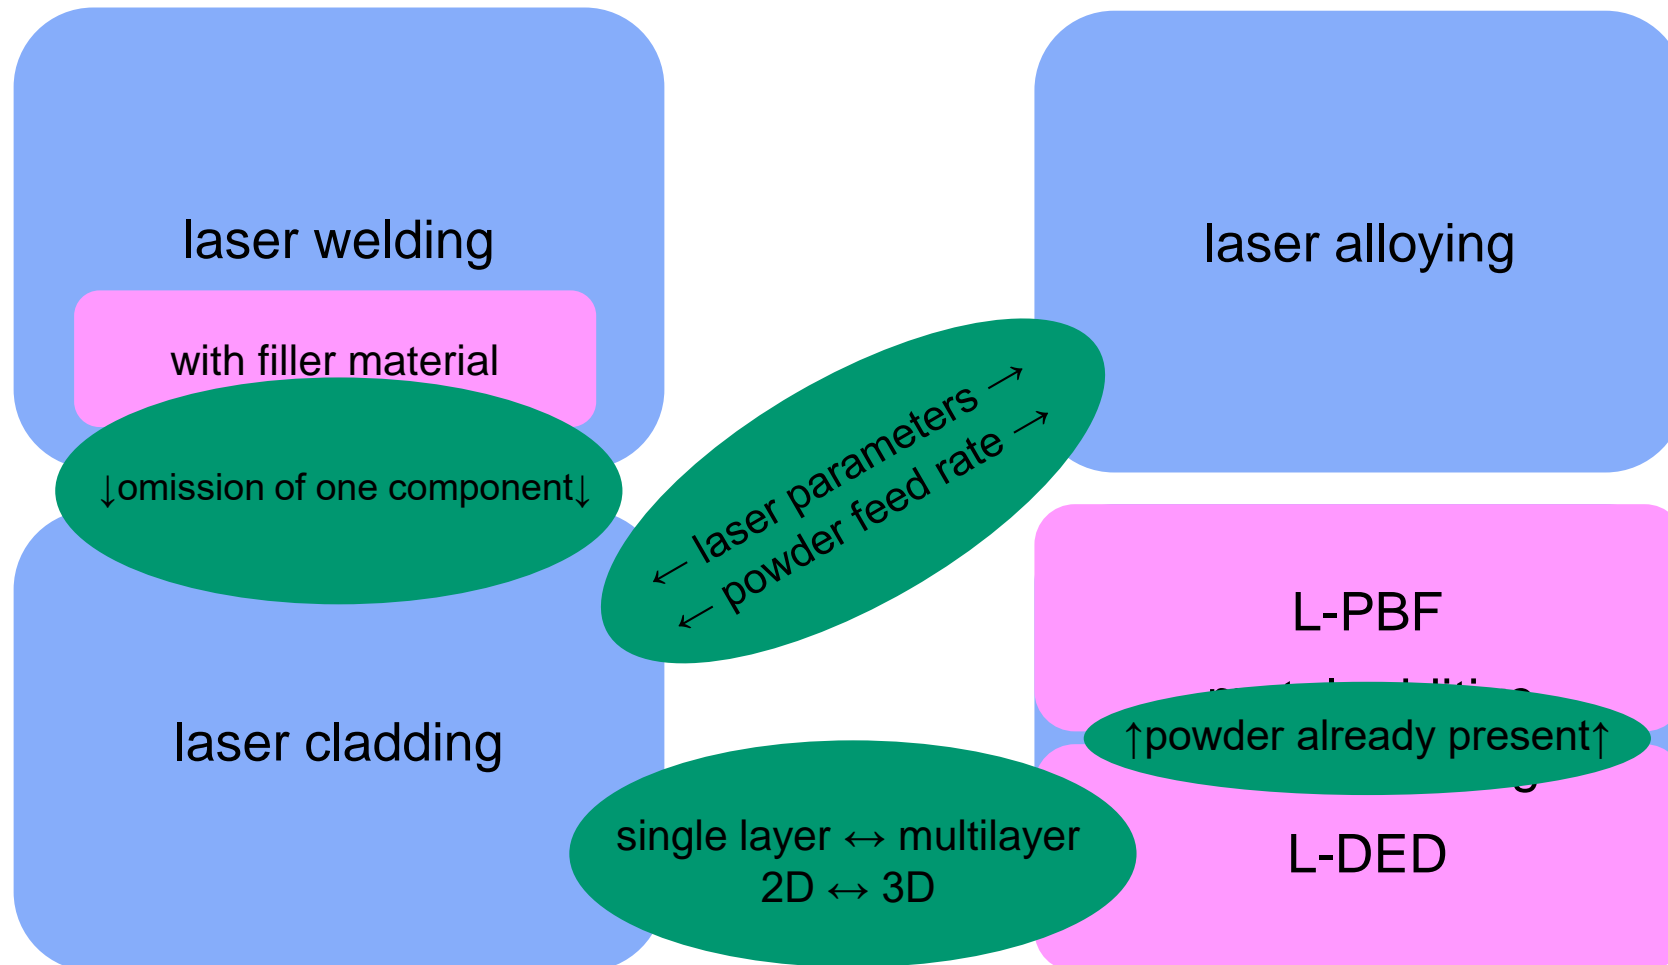 laser welding
with filler material
↓omission of one component↓
laser alloying
← laser parameters →
← powder feed rate →
laser cladding
single layer ↔ multilayer
2D ↔ 3D
L-PBF
↑powder already present↑
L-DED